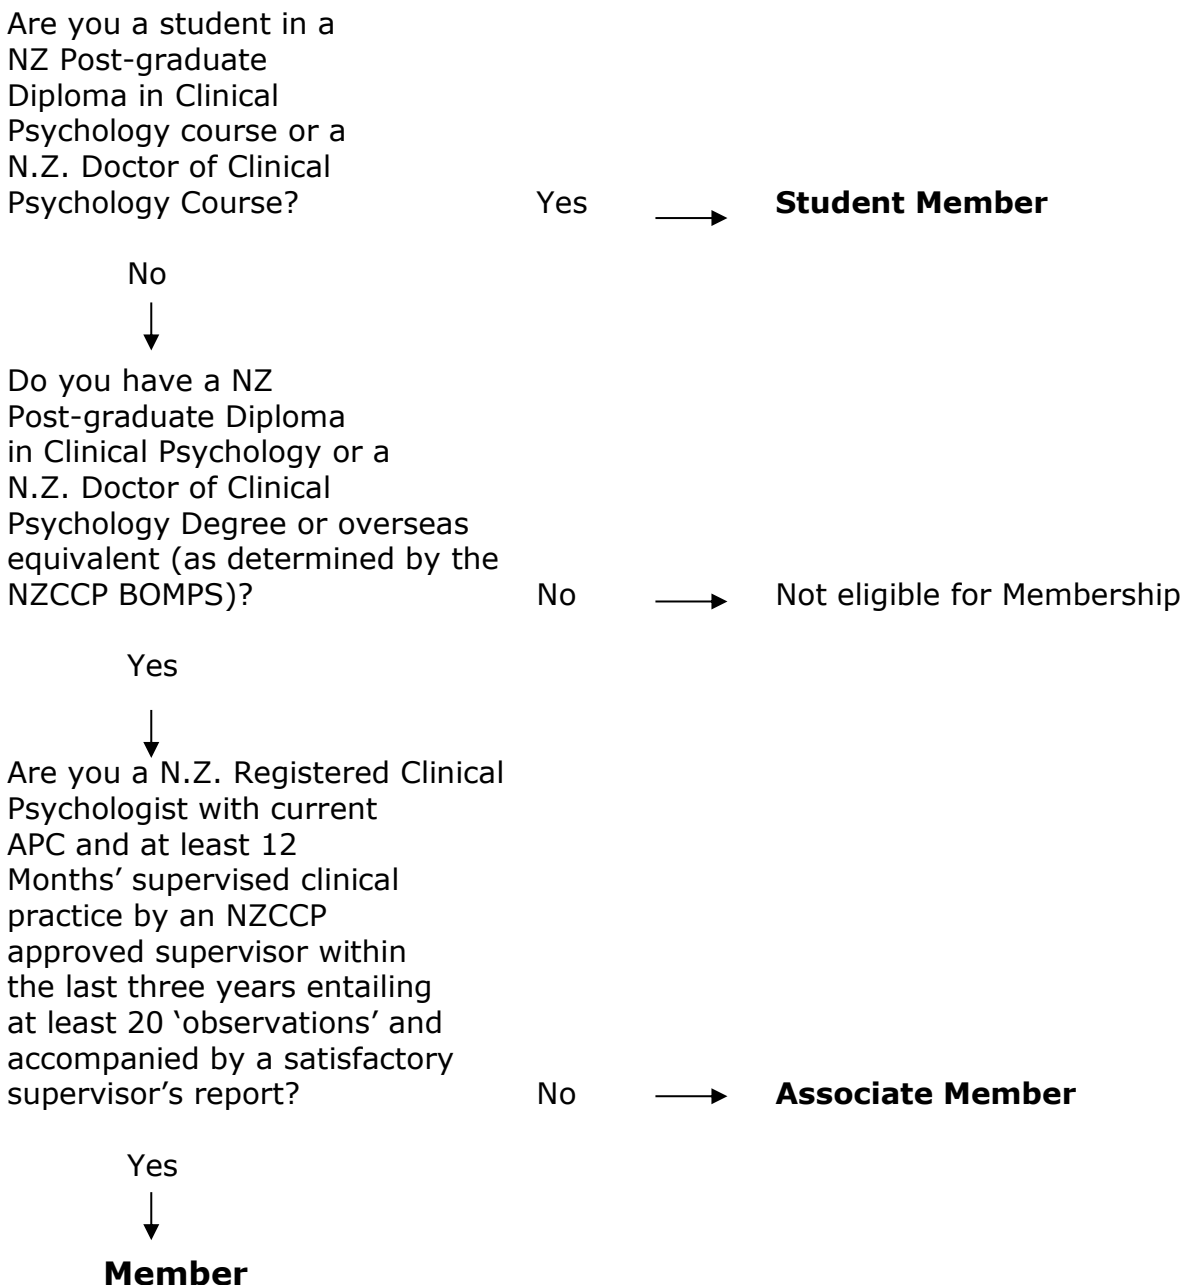 Are you a student in a
NZ Post-graduate
Diploma in Clinical
Psychology course or a
N.Z. Doctor of Clinical
Psychology Course? Yes Student Member
No
Do you have a NZ
Post-graduate Diploma
in Clinical Psychology or a
N.Z. Doctor of Clinical
Psychology Degree or overseas
equivalent (as determined by the
NZCCP BOMPS)? No Not eligible for Membership
Yes
Are you a N.Z. Registered Clinical
Psychologist with current
APC and at least 12
Months’ supervised clinical
practice by an NZCCP
approved supervisor within
the last three years entailing
at least 20 ‘observations’ and
accompanied by a satisfactory
supervisor’s report? No Associate Member
Yes
Member